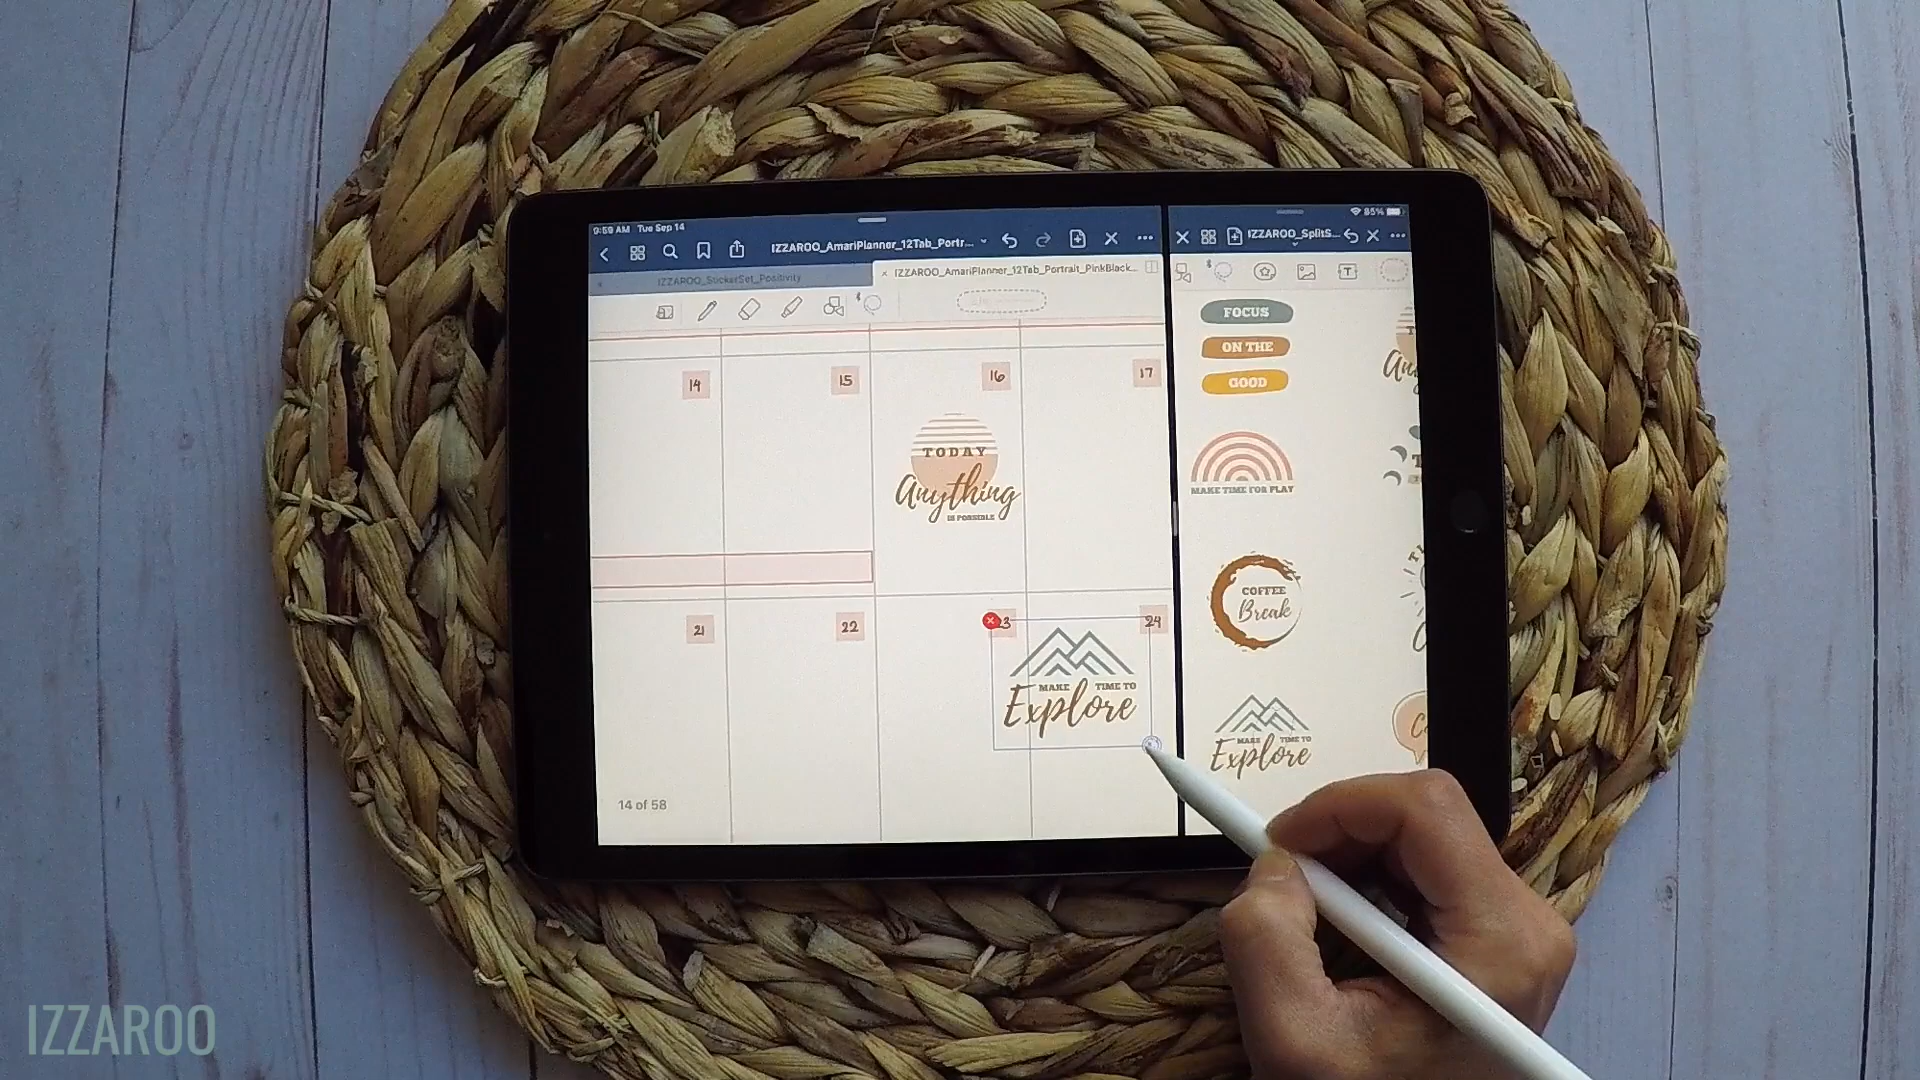 9:59 AM Tue Sep 14
85%
IZZAROO_AmariPlanner_12Tab_Portr...
IZZAROO_SplitS...
IZZAROO_StickerSet_Positivity
IZZAROO_AmariPlanner_12Tab_Portrait_PinkBlack...
T
14
15
16
17
TODAY
Anything
IS POSSIBLE
21
22
3
24
MAKE TIME TO
Explore
14 of 58
FOCUS
ON THE
GOOD
MAKE TIME FOR PLAY
COFFEE
Break
MAKE TIME TO
Explore
IZZAROO